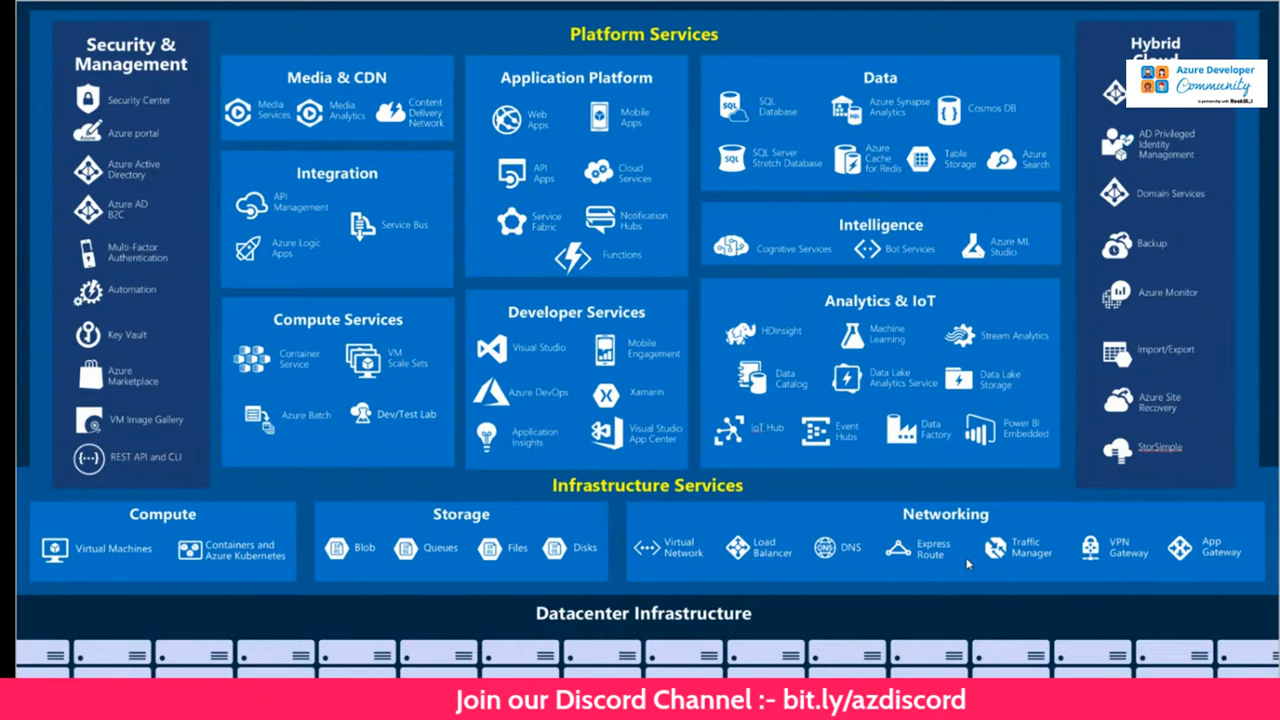 Platform Services
Security &
Management
Security Center
Azure portal
Azure Active
Directory
Azure AD
B2C
Multi-Factor
Authentication
Automation
Key Vault
Azure
Marketplace
VM Image Gallery
REST API and CLI
Media & CDN
Media
Services
Media
Analytics
Content
Delivery
Network
Integration
API
Management
Service Bus
Azure Logic
Apps
Compute Services
Container
Service
VM
Scale Sets
Azure Batch
Dev/Test Lab
Application Platform
Web
Apps
Mobile
Apps
API
Apps
Cloud
Services
Service
Fabric
Notification
Hubs
Functions
Developer Services
Visual Studio
Mobile
Engagement
Azure DevOps
Xamarin
Application
Insights
Visual Studio
App Center
Data
SQL
Database
Azure Synapse
Analytics
Cosmos DB
SQL Server
Stretch Database
Azure
Cache
for Redis
Table
Storage
Azure
Search
Intelligence
Cognitive Services
Bot Services
Azure ML
Studio
Analytics & IoT
HDInsight
Machine
Learning
Stream Analytics
Data
Catalog
Data Lake
Analytics Service
Data Lake
Storage
IoT Hub
Event
Hubs
Data
Factory
Power BI
Embedded
Hybrid
Azure Developer
Community
AD Privileged
Identity
Management
Domain Services
Backup
Azure Monitor
Import/Export
Azure Site
Recovery
StorSimple
Infrastructure Services
Compute
Virtual Machines
Containers and
Azure Kubernetes
Storage
Blob
Queues
Files
Disks
Networking
Virtual
Network
Load
Balancer
DNS
DNS
Express
Route
Traffic
Manager
VPN
Gateway
App
Gateway
Datacenter Infrastructure
Join our Discord Channel :- bit.ly/azdiscord